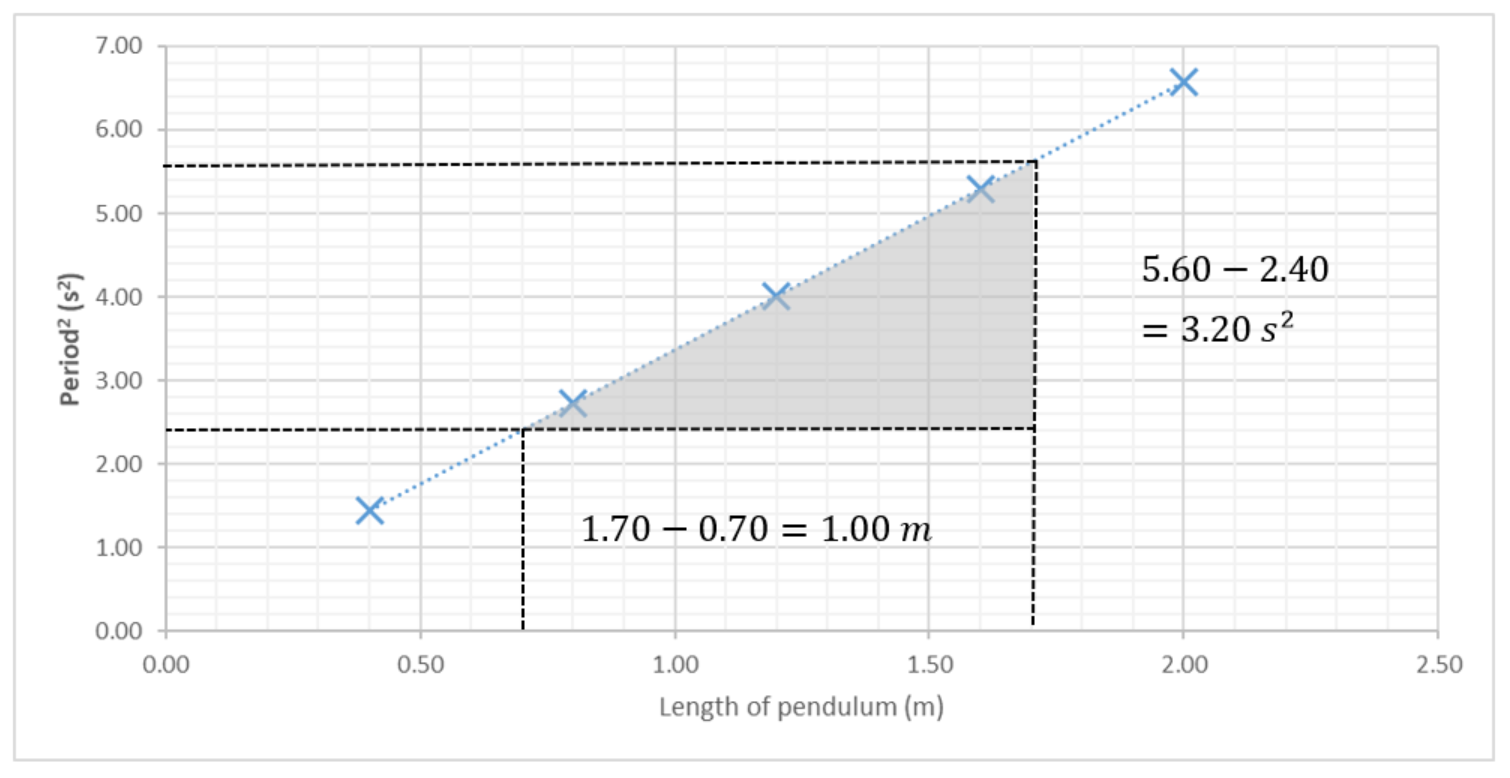 7.00
6.00
5.00
4.00
3.00
2.00
1.00
0.00
Period² (s²)
5.60 − 2.40
= 3.20 s²
1.70 − 0.70 = 1.00 m
0.00 0.50 1.00 1.50 2.00 2.50
Length of pendulum (m)